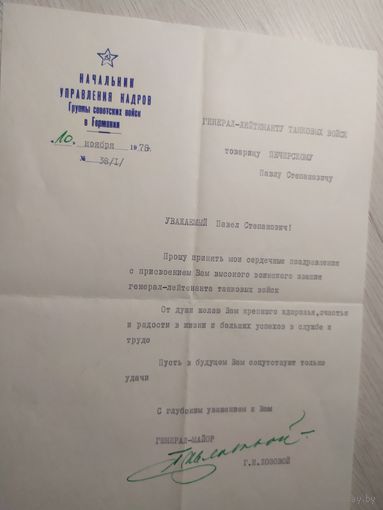 НАЧАЛЬНИК
УПРАВЛЕНИЯ КАДРОВ
Группы советских войск
в Германии
10. ноября 1978
№ 38/1/
ГЕНЕРАЛ-ЛЕЙТЕНАНТУ ТАНКОВЫХ ВОЙСК
товарищу ПЕЧЕРСКОМУ
Павлу Степановичу
УВАЖАЕМЫЙ Павел Степанович!
Прошу принять мои сердечные поздравления
с присвоением Вам высокого воинского звания
генерал-лейтенанта танковых войск
От души желаю Вам крепкого здоровья, счастья
и радости в жизни и больших успехов в службе и
труде
Пусть в будущем Вам сопутствуют только
удачи
С глубоким уважением к Вам
ГЕНЕРАЛ-МАЙОР
Г. ЛОЗОВОЙ